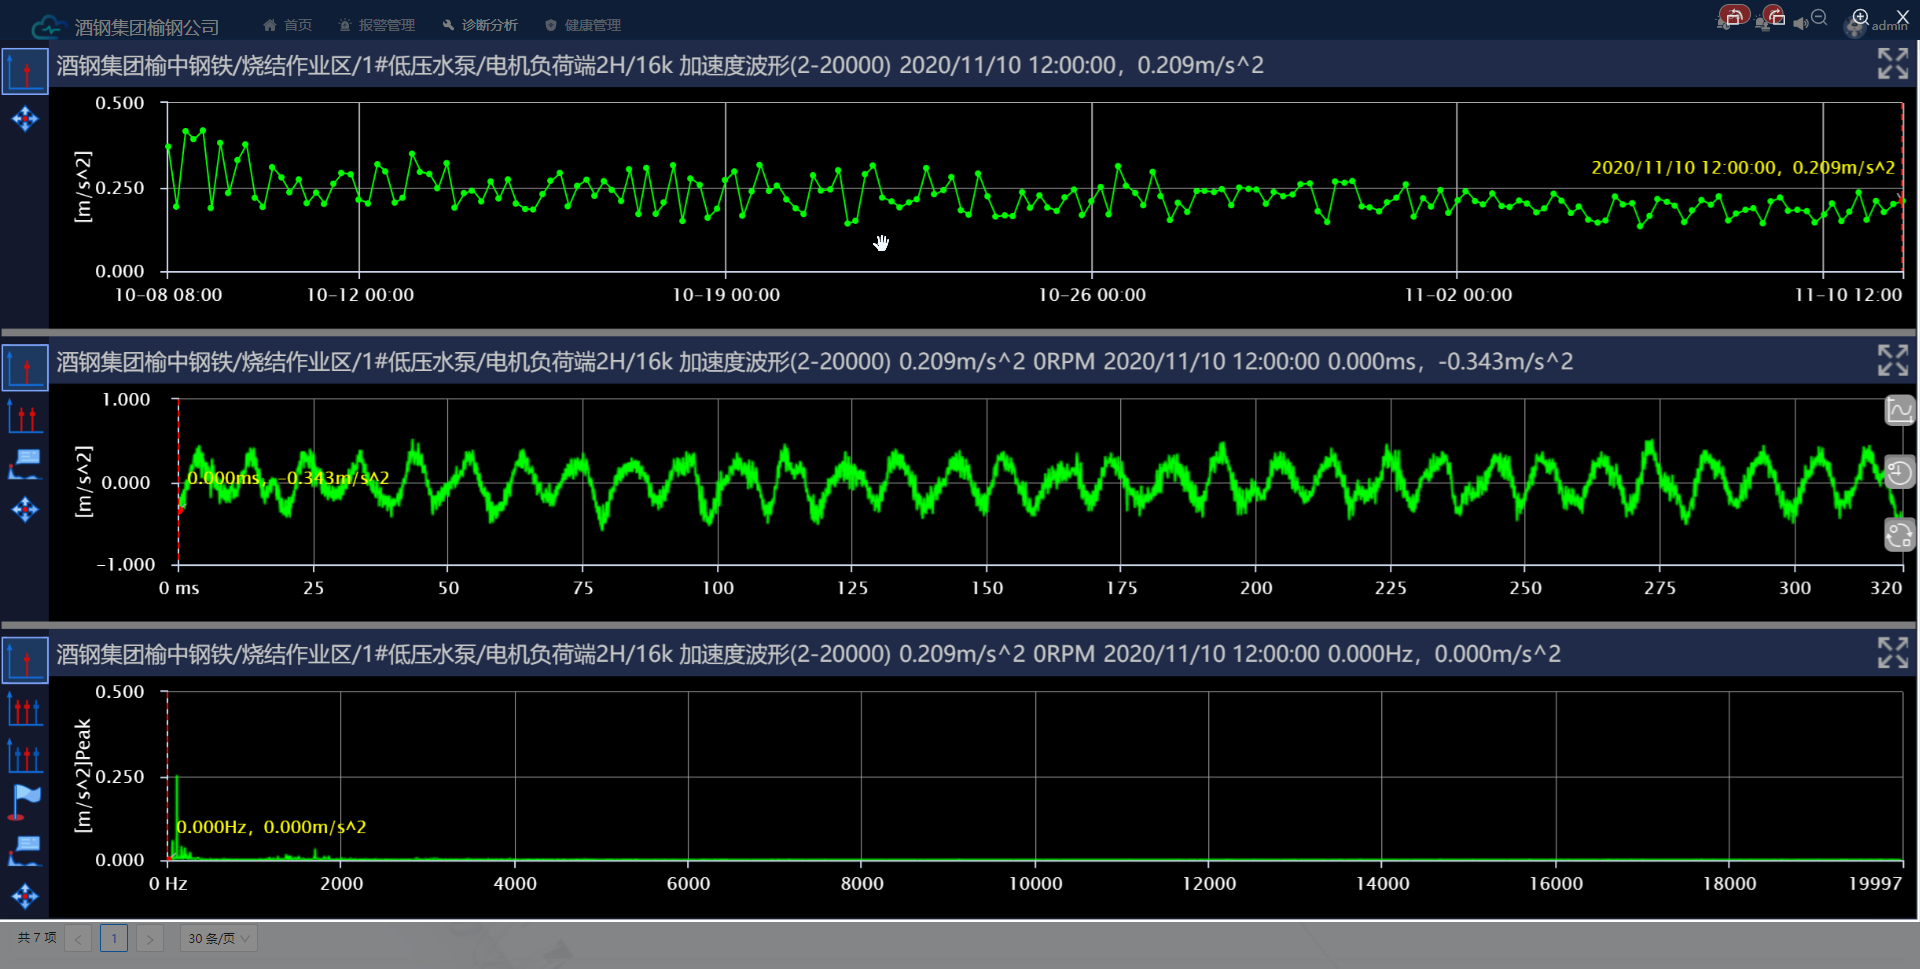 酒钢集团榆钢公司 首页 报警管理 诊断分析 健康管理 admin
酒钢集团榆中钢铁/烧结作业区/1#低压水泵/电机负荷端2H/16k 加速度波形(2-20000) 2020/11/10 12:00:00，0.209m/s^2
0.500
0.250
0.000
[m/s^2]
2020/11/10 12:00:00，0.209m/s^2
10-08 08:00 10-12 00:00 10-19 00:00 10-26 00:00 11-02 00:00 11-10 12:00
酒钢集团榆中钢铁/烧结作业区/1#低压水泵/电机负荷端2H/16k 加速度波形(2-20000) 0.209m/s^2 0RPM 2020/11/10 12:00:00 0.000ms，-0.343m/s^2
1.000
0.000
-1.000
[m/s^2]
0.000ms，-0.343m/s^2
0 ms 25 50 75 100 125 150 175 200 225 250 275 300 320
酒钢集团榆中钢铁/烧结作业区/1#低压水泵/电机负荷端2H/16k 加速度波形(2-20000) 0.209m/s^2 0RPM 2020/11/10 12:00:00 0.000Hz，0.000m/s^2
0.500
0.250
0.000
[m/s^2]Peak
0.000Hz，0.000m/s^2
0 Hz 2000 4000 6000 8000 10000 12000 14000 16000 18000 19997
共 7 项 < 1 > 30 条/页